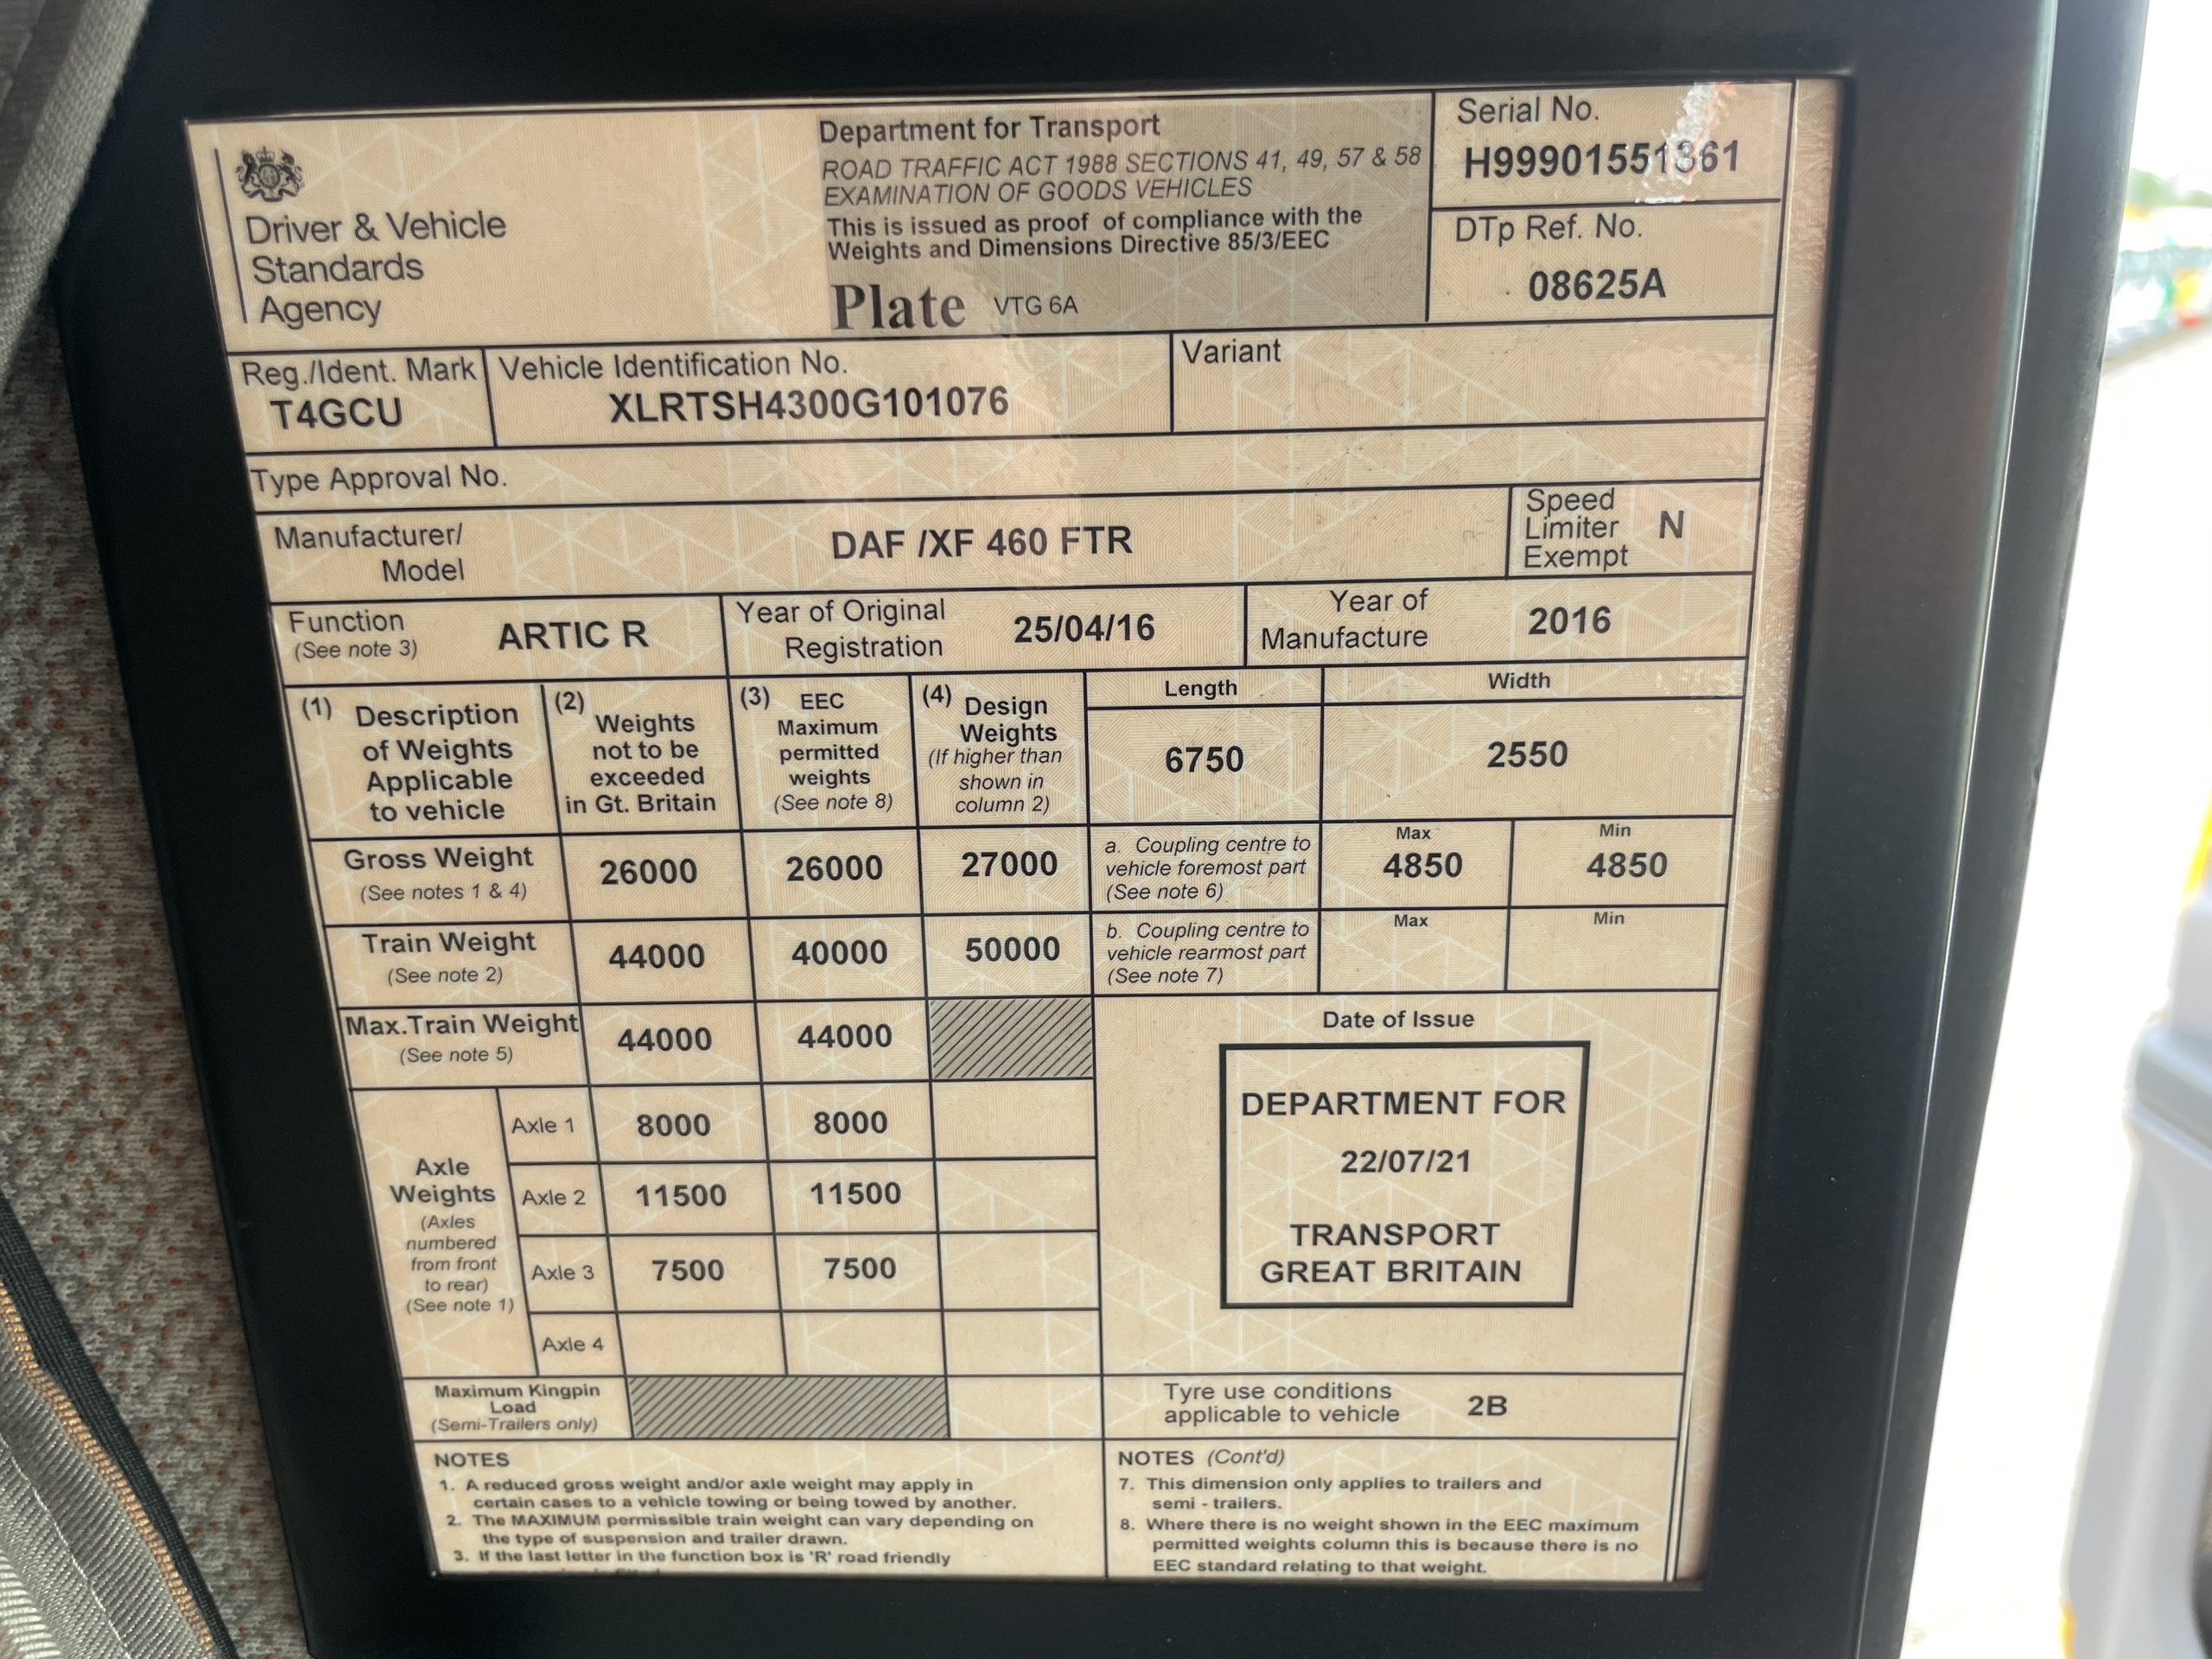 Driver & Vehicle
Standards
Agency
Department for Transport
ROAD TRAFFIC ACT 1988 SECTIONS 41, 49, 57 & 58
EXAMINATION OF GOODS VEHICLES
This is issued as proof of compliance with the
Weights and Dimensions Directive 85/3/EEC
Plate VTG 6A
Serial No.
H99901551361
DTp Ref. No.
08625A
Reg./Ident. Mark
T4GCU
Vehicle Identification No.
XLRTSH4300G101076
Variant
Type Approval No.
Manufacturer/
Model
DAF /XF 460 FTR
Speed
Limiter
Exempt
N
Function
(See note 3)
ARTIC R
Year of Original
Registration
25/04/16
Year of
Manufacture
2016
(1) Description
of Weights
Applicable
to vehicle
(2) Weights
not to be
exceeded
in Gt. Britain
(3) EEC
Maximum
permitted
weights
(See note 8)
(4) Design
Weights
(If higher than
shown in
column 2)
Length
6750
Width
2550
Gross Weight
(See notes 1 & 4)
26000
26000
27000
a. Coupling centre to
vehicle foremost part
(See note 6)
Max
4850
Min
4850
Train Weight
(See note 2)
44000
40000
50000
b. Coupling centre to
vehicle rearmost part
(See note 7)
Max
Min
Max.Train Weight
(See note 5)
44000
44000
Date of Issue
DEPARTMENT FOR
22/07/21
TRANSPORT
GREAT BRITAIN
Axle
Weights
(Axles
numbered
from front
to rear)
(See note 1)
Axle 1
8000
8000
Axle 2
11500
11500
Axle 3
7500
7500
Axle 4
Maximum Kingpin
Load
(Semi-Trailers only)
Tyre use conditions
applicable to vehicle
2B
NOTES
1. A reduced gross weight and/or axle weight may apply in
certain cases to a vehicle towing or being towed by another.
2. The MAXIMUM permissible train weight can vary depending on
the type of suspension and trailer drawn.
3. If the last letter in the function box is 'R' road friendly
NOTES (Cont'd)
7. This dimension only applies to trailers and
semi - trailers.
8. Where there is no weight shown in the EEC maximum
permitted weights column this is because there is no
EEC standard relating to that weight.